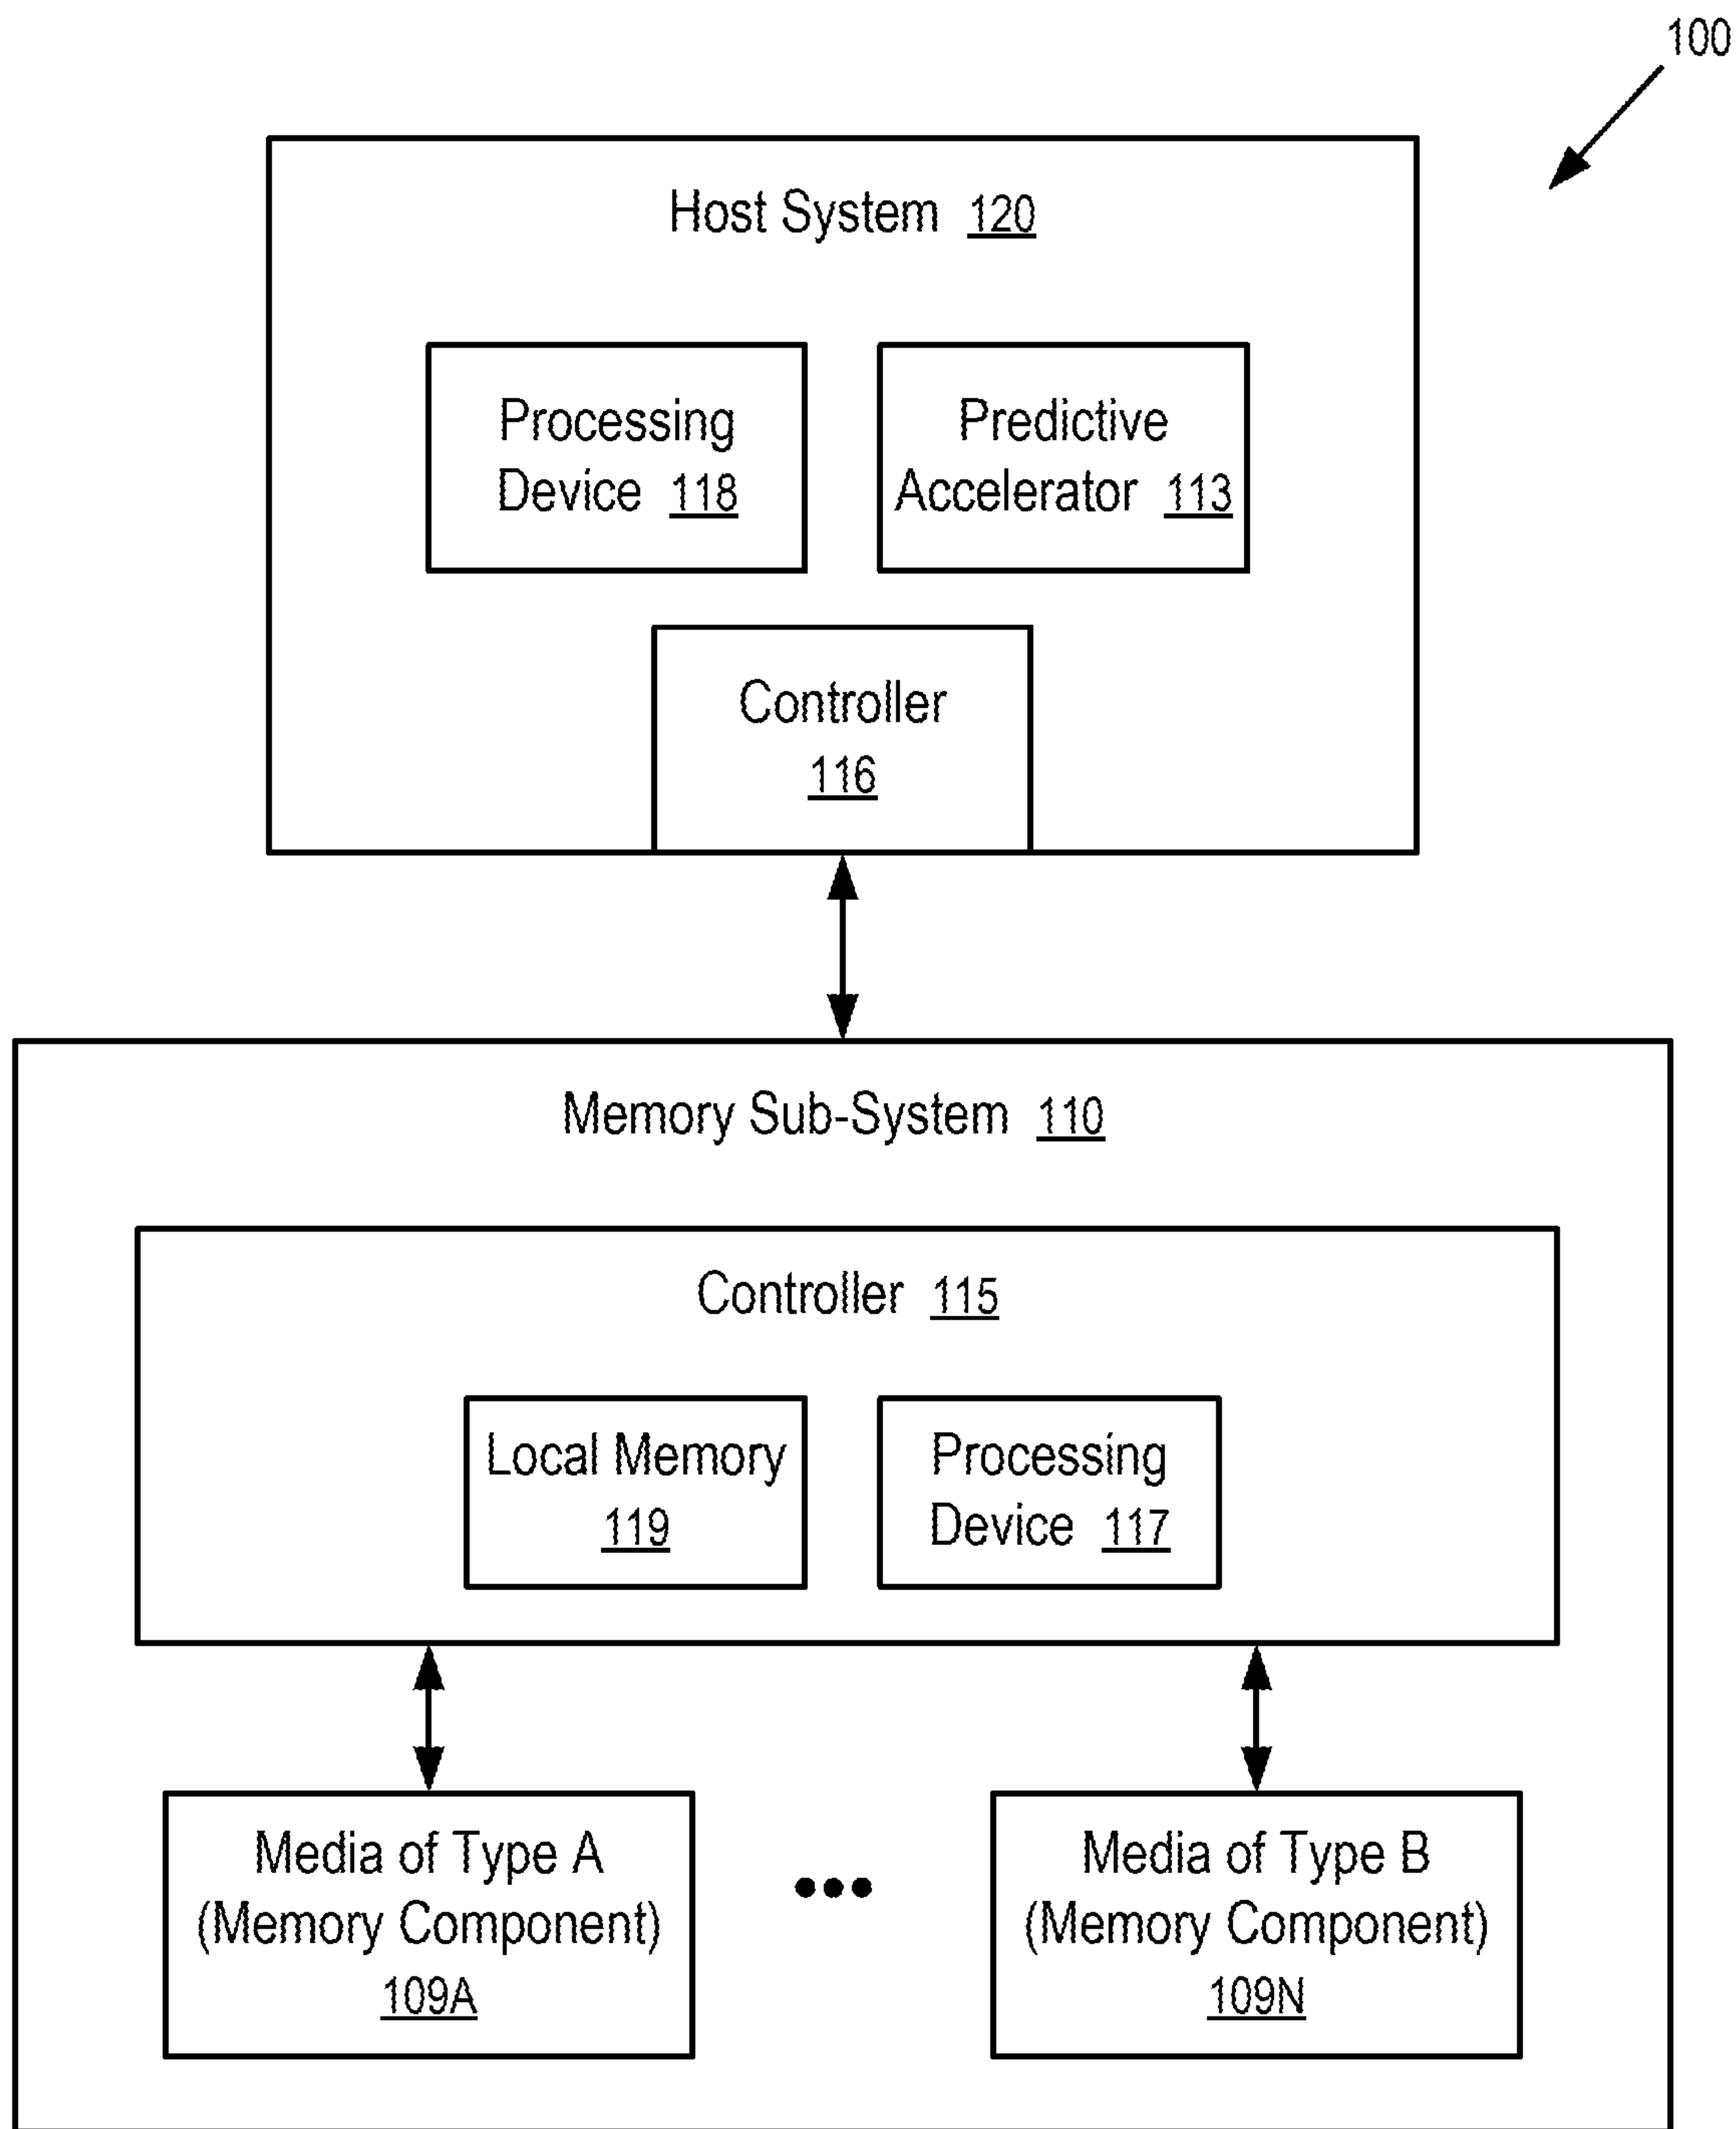 100
Host System 120
Processing
Device 118
Predictive
Accelerator 113
Controller
116
Memory Sub-System 110
Controller 115
Local Memory
119
Processing
Device 117
Media of Type A
(Memory Component)
109A
Media of Type B
(Memory Component)
109N